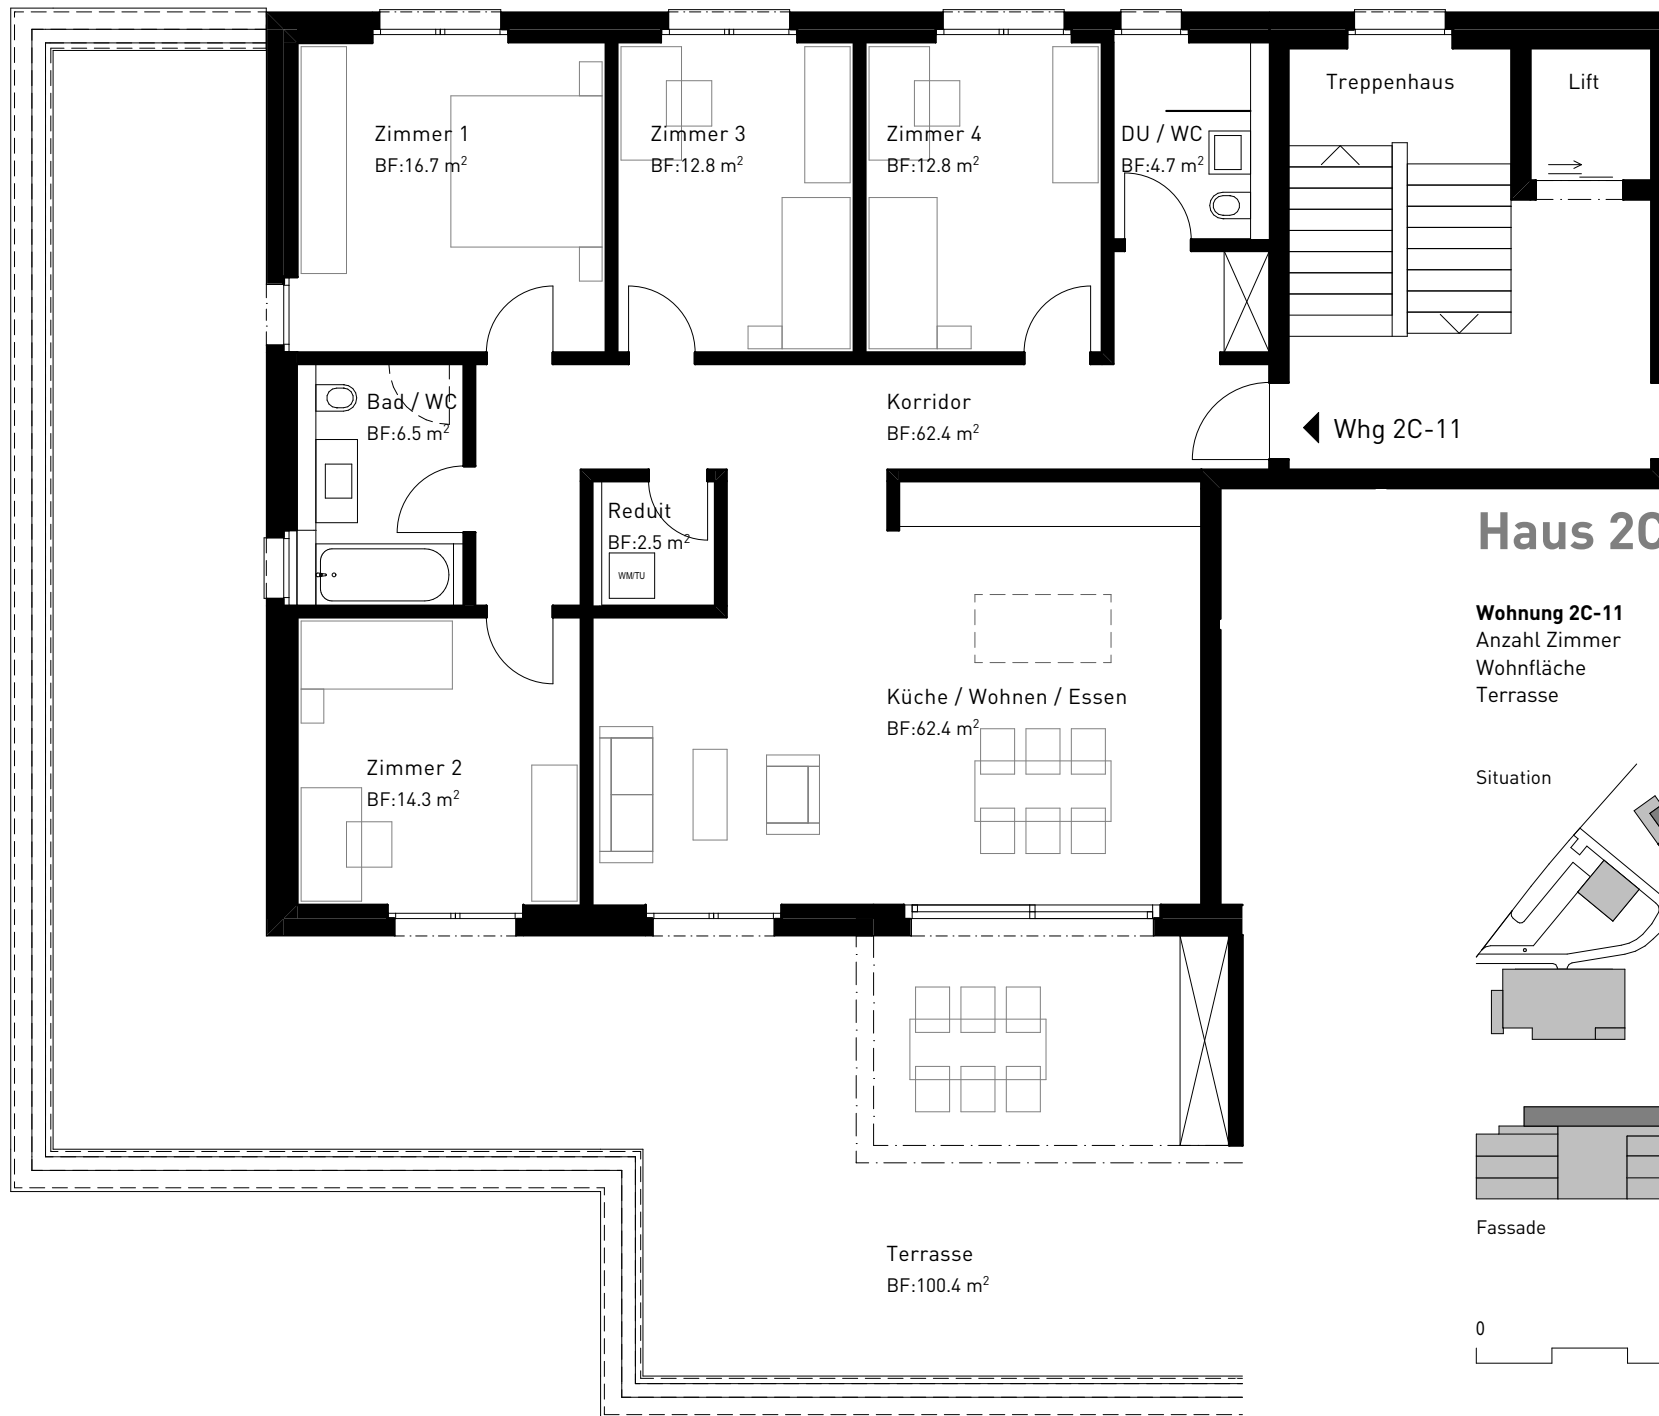 Treppenhaus
Lift
Zimmer 1
BF:16.7 m²
Zimmer 3
BF:12.8 m²
Zimmer 4
BF:12.8 m²
DU / WC
BF:4.7 m²
Bad / WC
BF:6.5 m²
Korridor
BF:62.4 m²
Whg 2C-11
Reduit
BF:2.5 m²
WM/TU
Haus 2C
Wohnung 2C-11
Anzahl Zimmer
Wohnfläche
Terrasse
Küche / Wohnen / Essen
BF:62.4 m²
Zimmer 2
BF:14.3 m²
Situation
Fassade
Terrasse
BF:100.4 m²
0